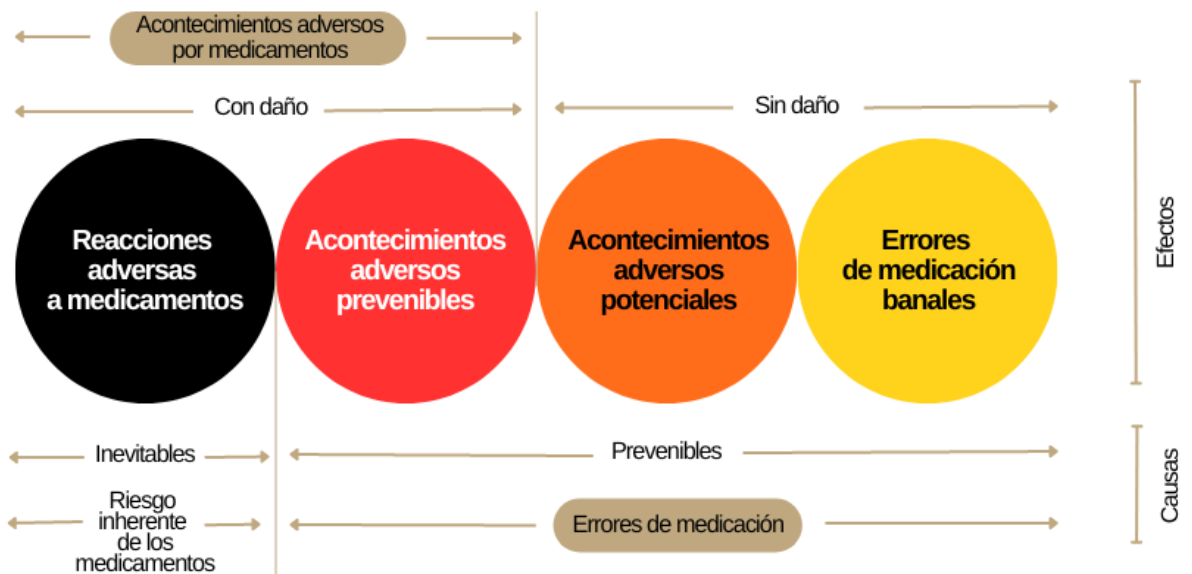 Acontecimientos adversos
por medicamentos
Con daño
Sin daño
Reacciones
adversas
a medicamentos
Acontecimientos
adversos
prevenibles
Acontecimientos
adversos
potenciales
Errores
de medicación
banales
Efectos
Inevitables
Prevenibles
Riesgo
inherente
de los
medicamentos
Errores de medicación
Causas